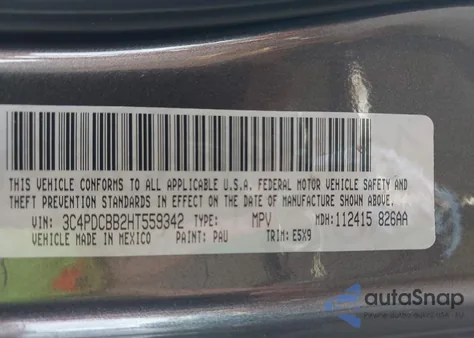 THIS VEHICLE CONFORMS TO ALL APPLICABLE U.S.A. FEDERAL MOTOR VEHICLE SAFETY AND
THEFT PREVENTION STANDARDS IN EFFECT ON THE DATE OF MANUFACTURE SHOWN ABOVE.
VIN: 3C4PDCBB2HT559342 TYPE: MPV MDH:112415 826AA
VEHICLE MADE IN MEXICO PAINT: PAU TRIM: E5X9
autoSnap